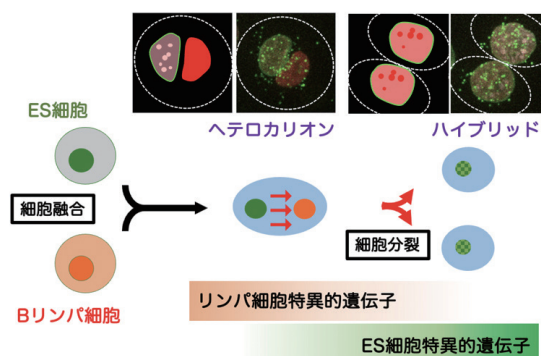 ヘテロカリオン
ハイブリッド
ES細胞
細胞融合
Bリンパ細胞
細胞分裂
リンパ細胞特異的遺伝子
ES細胞特異的遺伝子